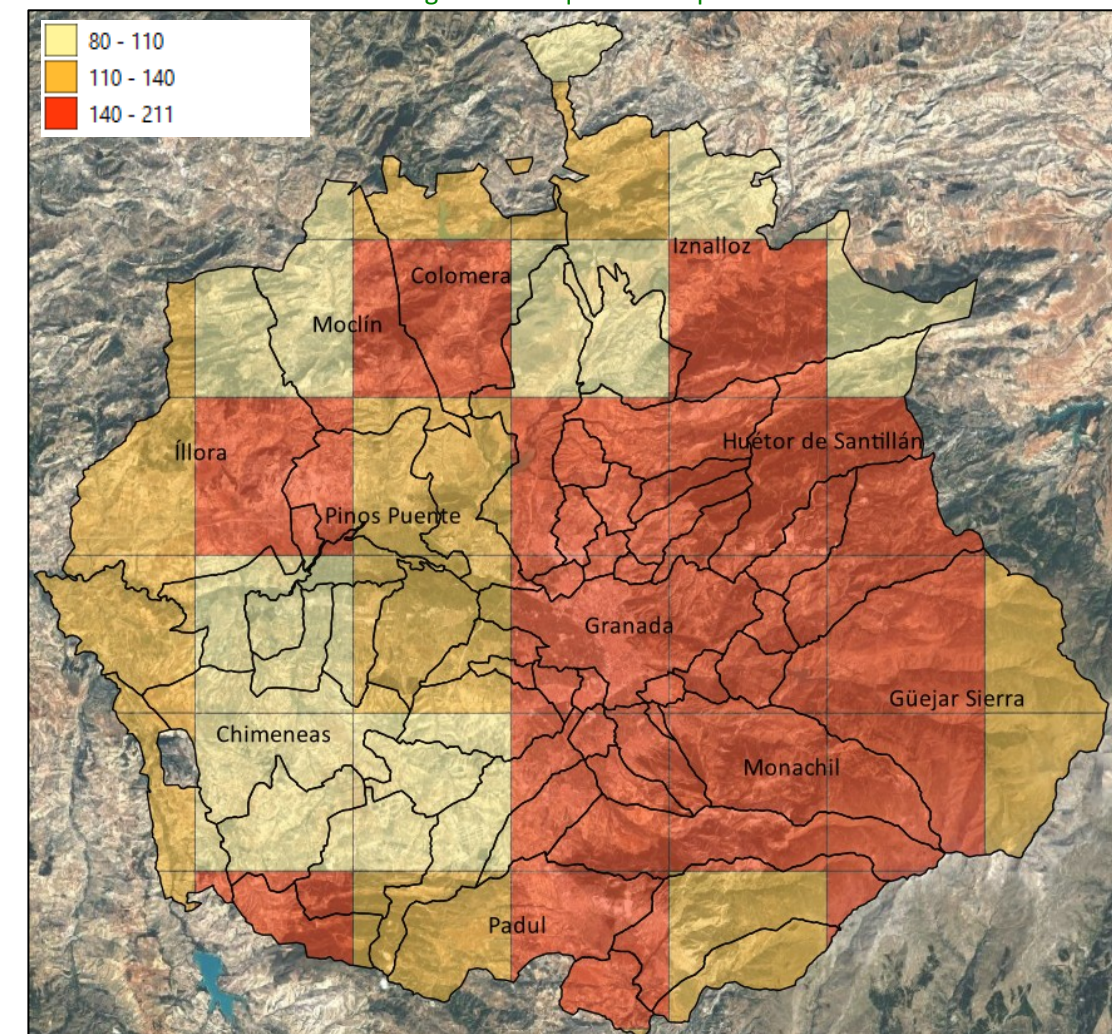 80 - 110
110 - 140
140 - 211
Iznalloz
Colomera
Moclín
Huétor de Santillán
Íllora
Pinos Puente
Granada
Güejar Sierra
Chimeneas
Monachil
Padul